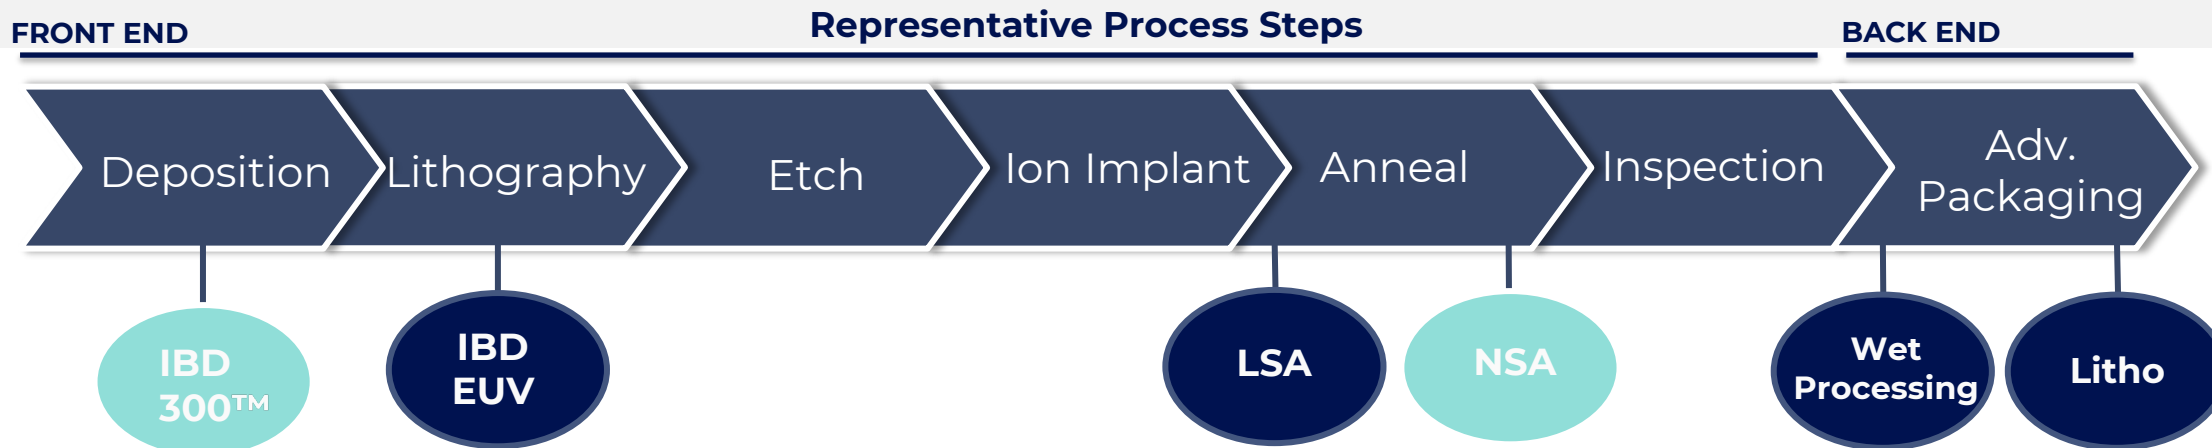 Representative Process Steps
FRONT END
BACK END
Deposition
Lithography
Etch
Ion Implant
Anneal
Inspection
Adv.
Packaging
IBD
300™
IBD
EUV
LSA
NSA
Wet
Processing
Litho